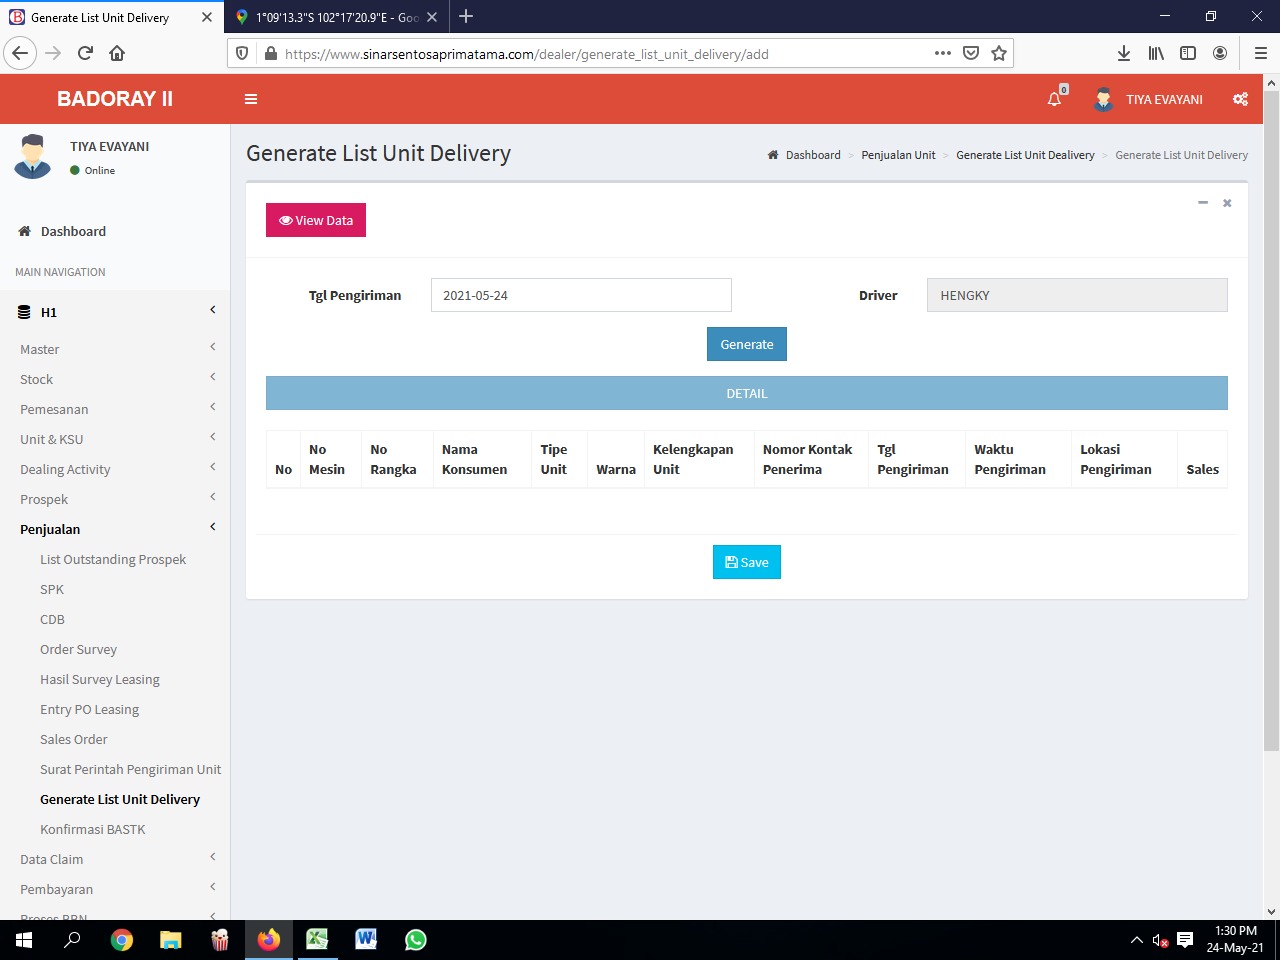 Generate List Unit Delivery
1°09'13.3"S 102°17'20.9"E - Goo
https://www.sinarsentosaprimatama.com/dealer/generate_list_unit_delivery/add
BADORAY II
0
TIYA EVAYANI
TIYA EVAYANI
Online
Generate List Unit Delivery
Dashboard > Penjualan Unit > Generate List Unit Dealivery > Generate List Unit Delivery
Dashboard
MAIN NAVIGATION
H1
Master
Stock
Pemesanan
Unit & KSU
Dealing Activity
Prospek
Penjualan
List Outstanding Prospek
SPK
CDB
Order Survey
Hasil Survey Leasing
Entry PO Leasing
Sales Order
Surat Perintah Pengiriman Unit
Generate List Unit Delivery
Konfirmasi BASTK
Data Claim
Pembayaran
Proses BBN
View Data
Tgl Pengiriman 2021-05-24 Driver HENGKY
Generate
DETAIL
No
No Mesin
No Rangka
Nama Konsumen
Tipe Unit
Warna
Kelengkapan Unit
Nomor Kontak Penerima
Tgl Pengiriman
Waktu Pengiriman
Lokasi Pengiriman
Sales
Save
1:30 PM
24-May-21